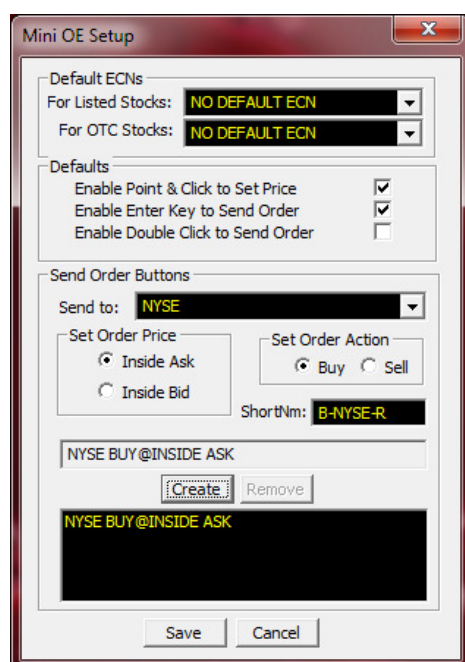 Mini OE Setup
Default ECNs
For Listed Stocks: NO DEFAULT ECN
For OTC Stocks: NO DEFAULT ECN
Defaults
Enable Point & Click to Set Price
Enable Enter Key to Send Order
Enable Double Click to Send Order
Send Order Buttons
Send to: NYSE
Set Order Price
Set Order Action
Inside Ask
Buy Sell
Inside Bid
ShortNm: B-NYSE-R
NYSE BUY@INSIDE ASK
Create Remove
NYSE BUY@INSIDE ASK
Save Cancel